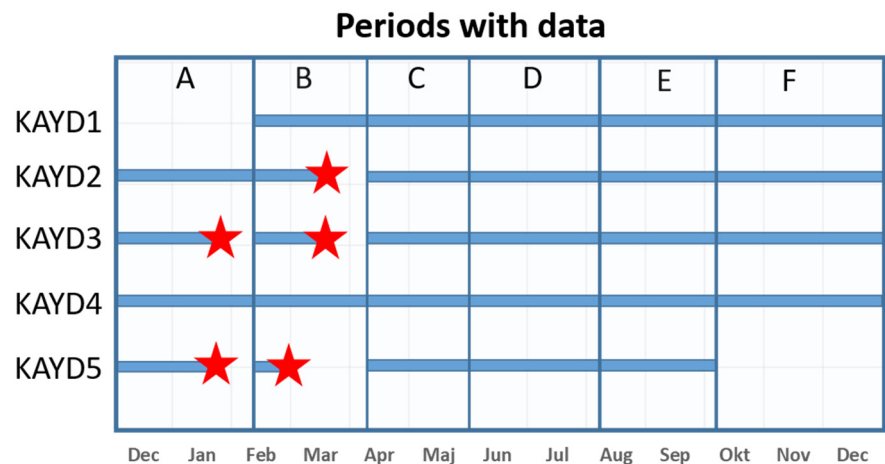 Periods with data
A B C D E F
KAYD1
KAYD2
KAYD3
KAYD4
KAYD5
Dec Jan Feb Mar Apr Maj Jun Jul Aug Sep Okt Nov Dec